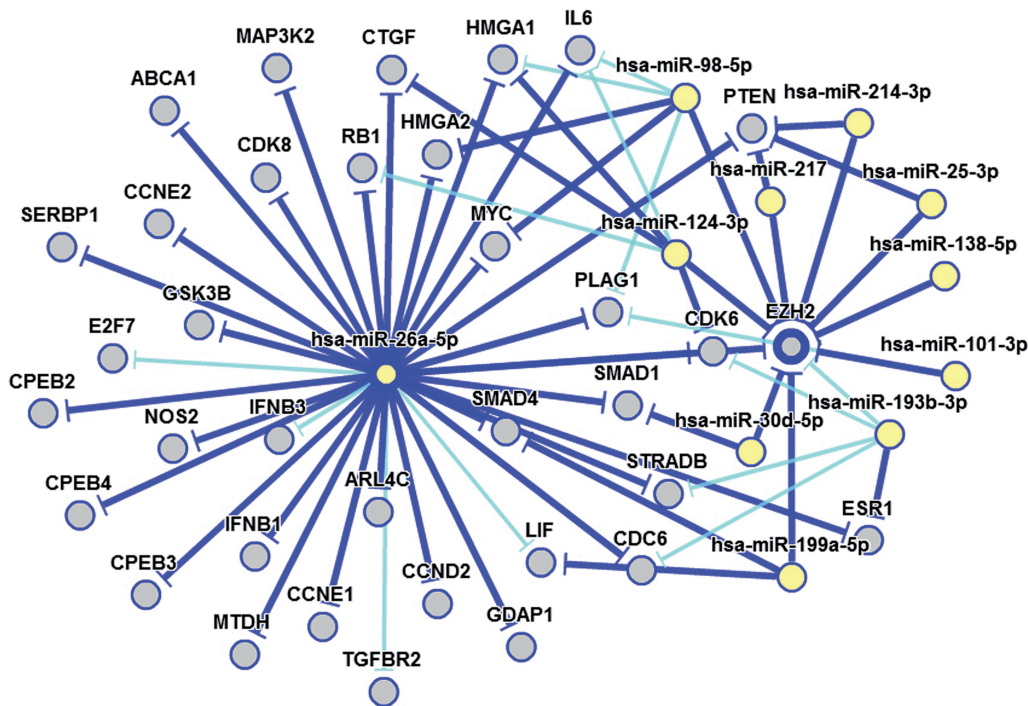 IL6
HMGA1
CTGF
MAP3K2
hsa-miR-98-5p
ABCA1
PTEN
hsa-miR-214-3p
RB1
HMGA2
CDK8
hsa-miR-217
hsa-miR-25-3p
CCNE2
SERBP1
MYC
hsa-miR-124-3p
hsa-miR-138-5p
GSK3B
PLAG1
EZH2
E2F7
hsa-miR-26a-5p
CDK6
hsa-miR-101-3p
CPEB2
SMAD1
NOS2
IFNB3
SMAD4
hsa-miR-193b-3p
hsa-miR-30d-5p
STRADB
CPEB4
ARL4C
ESR1
IFNB1
LIF
CDC6
hsa-miR-199a-5p
CPEB3
CCND2
CCNE1
GDAP1
MTDH
TGFBR2